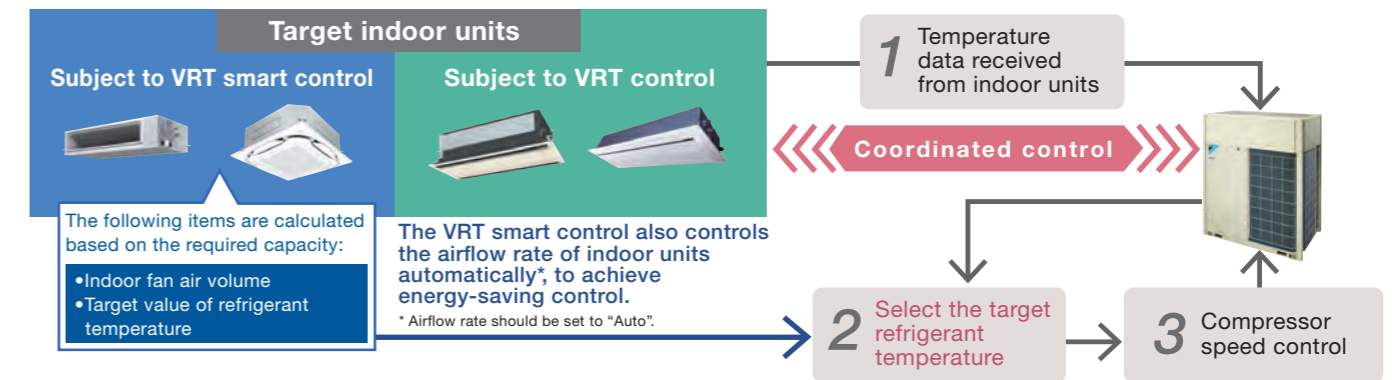 Target indoor units
Subject to VRT smart control
Subject to VRT control
The following items are calculated
based on the required capacity:
•Indoor fan air volume
•Target value of refrigerant
temperature
The VRT smart control also controls
the airflow rate of indoor units
automatically*, to achieve
energy-saving control.
* Airflow rate should be set to “Auto”.
1
Temperature
data received
from indoor units
Coordinated control
2
Select the target
refrigerant
temperature
3
Compressor
speed control